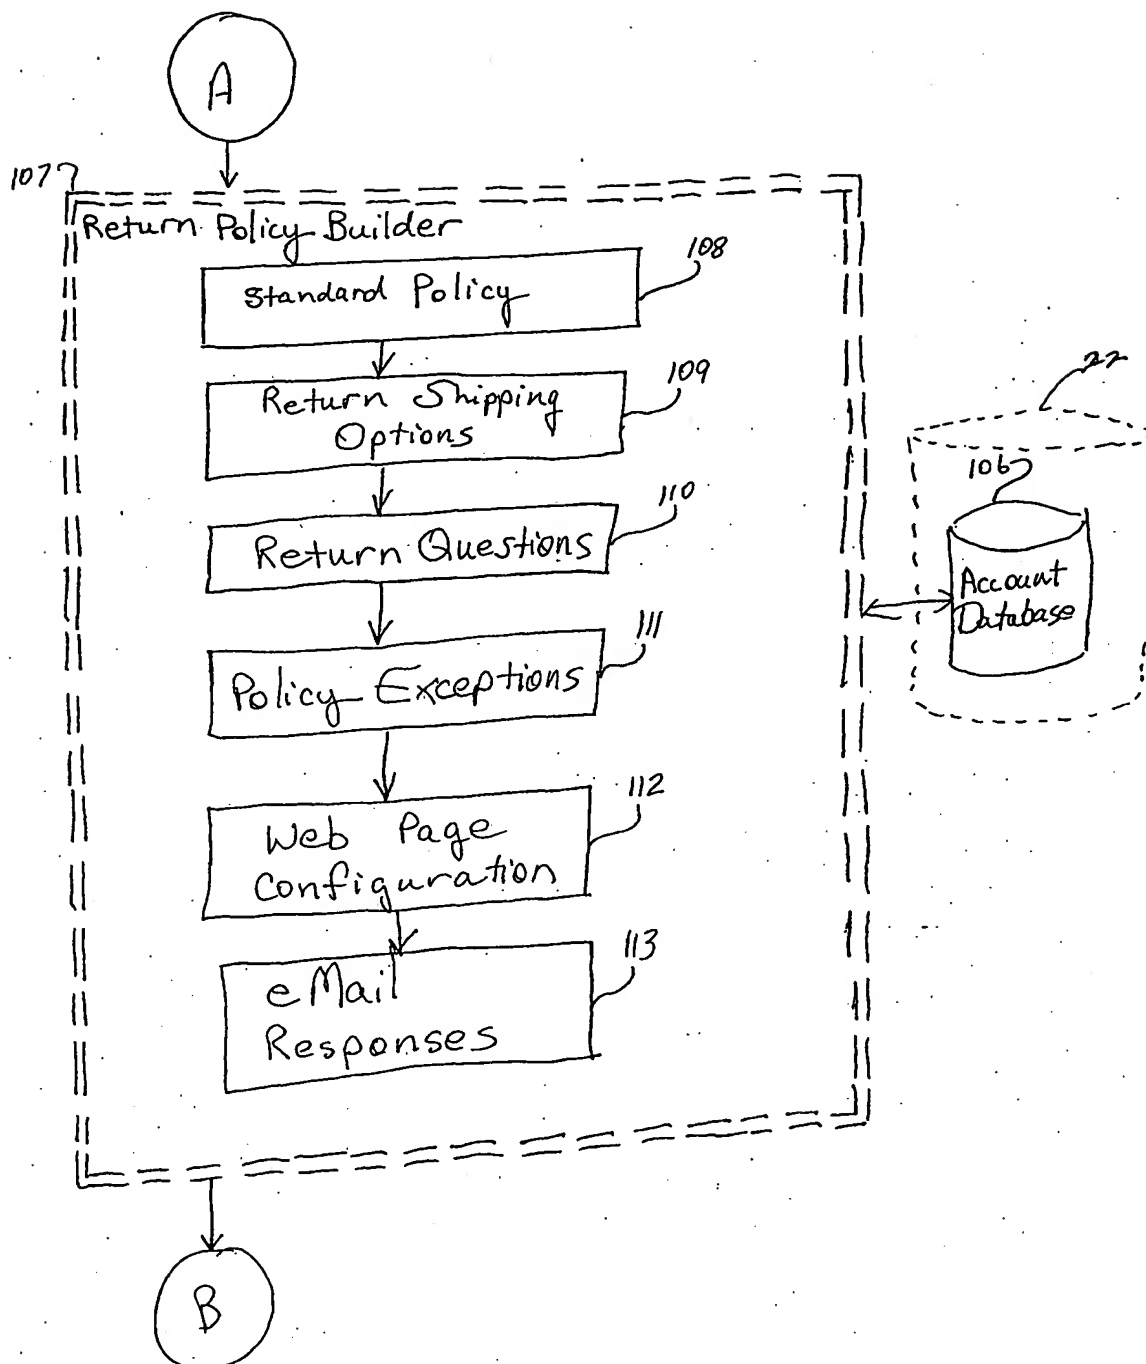 A
107
Return Policy Builder
Standard Policy
108
Return Shipping
Options
109
Return Questions
110
Policy Exceptions
111
Web Page
Configuration
112
eMail
Responses
113
22
106
Account
Database
B